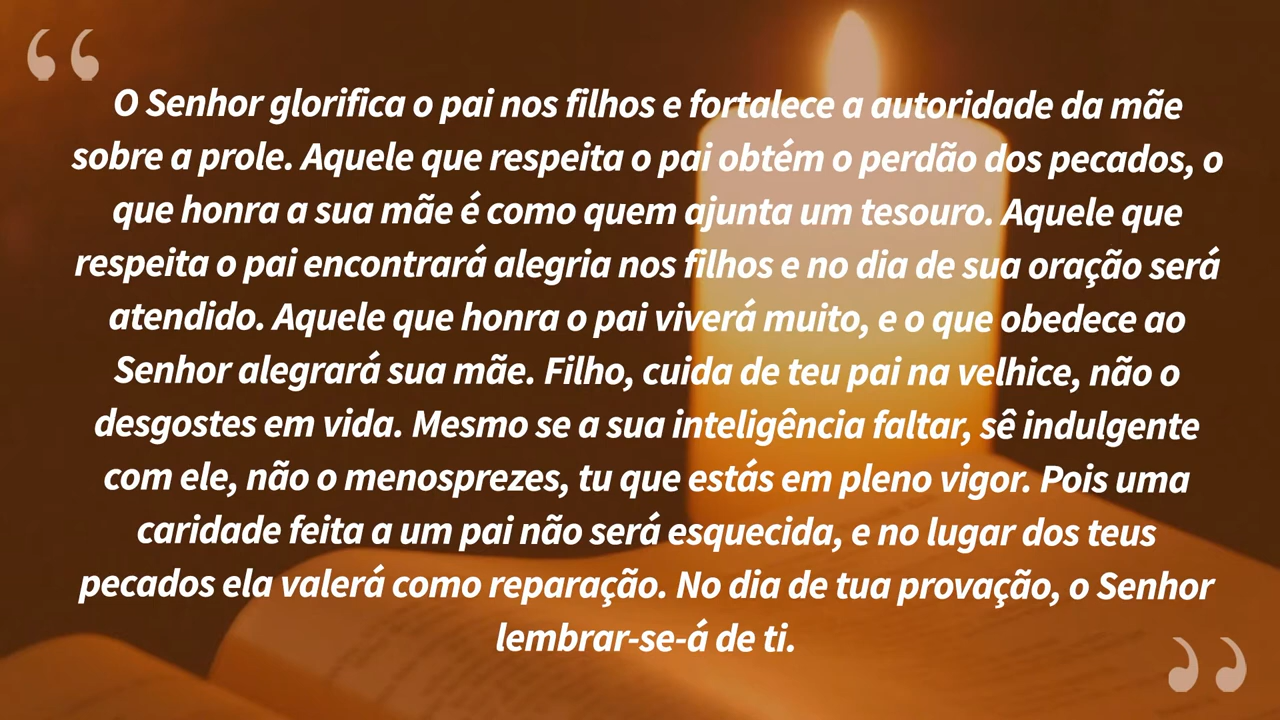 “
O Senhor glorifica o pai nos filhos e fortalece a autoridade da mãe
sobre a prole. Aquele que respeita o pai obtém o perdão dos pecados, o
que honra a sua mãe é como quem ajunta um tesouro. Aquele que
respeita o pai encontrará alegria nos filhos e no dia de sua oração será
atendido. Aquele que honra o pai viverá muito, e o que obedece ao
Senhor alegrará sua mãe. Filho, cuida de teu pai na velhice, não o
desgostes em vida. Mesmo se a sua inteligência faltar, sê indulgente
com ele, não o menosprezes, tu que estás em pleno vigor. Pois uma
caridade feita a um pai não será esquecida, e no lugar dos teus
pecados ela valerá como reparação. No dia de tua provação, o Senhor
lembrar-se-á de ti.
”